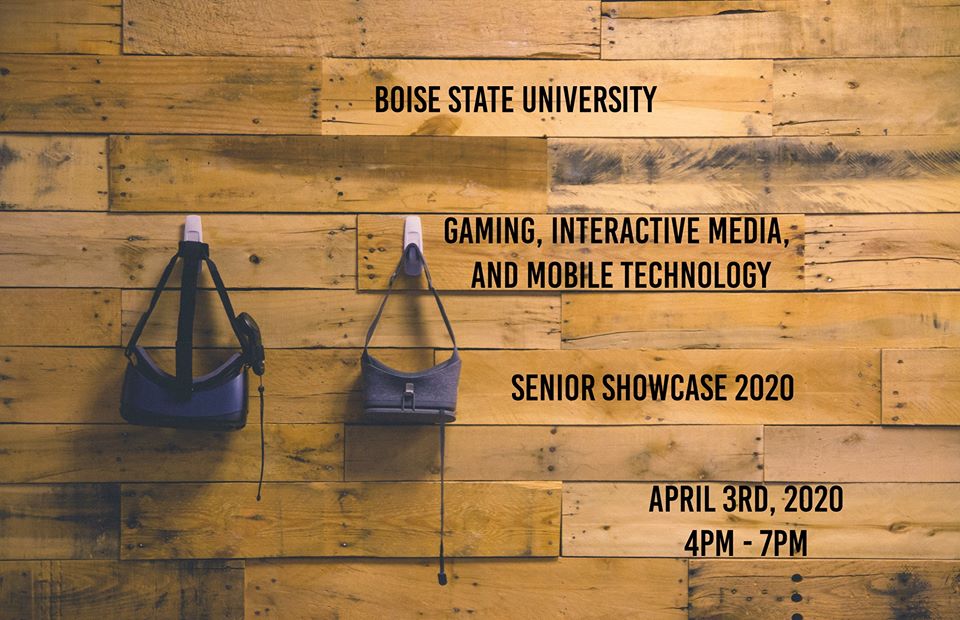 BOISE STATE UNIVERSITY
GAMING, INTERACTIVE MEDIA,
AND MOBILE TECHNOLOGY
SENIOR SHOWCASE 2020
APRIL 3RD, 2020
4PM - 7PM